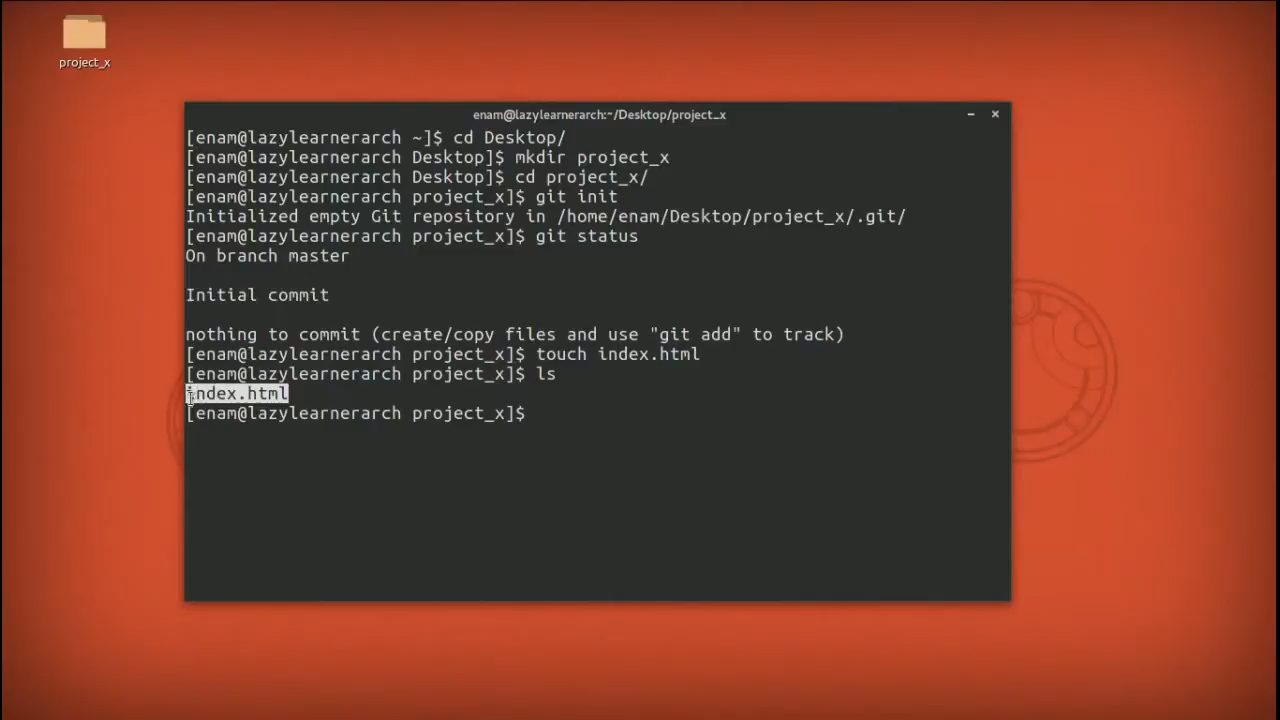 project_x
enam@lazylearnerarch:~/Desktop/project_x
[enam@lazylearnerarch ~]$ cd Desktop/
[enam@lazylearnerarch Desktop]$ mkdir project_x
[enam@lazylearnerarch Desktop]$ cd project_x/
[enam@lazylearnerarch project_x]$ git init
Initialized empty Git repository in /home/enam/Desktop/project_x/.git/
[enam@lazylearnerarch project_x]$ git status
On branch master
Initial commit
nothing to commit (create/copy files and use "git add" to track)
[enam@lazylearnerarch project_x]$ touch index.html
[enam@lazylearnerarch project_x]$ ls
index.html
[enam@lazylearnerarch project_x]$